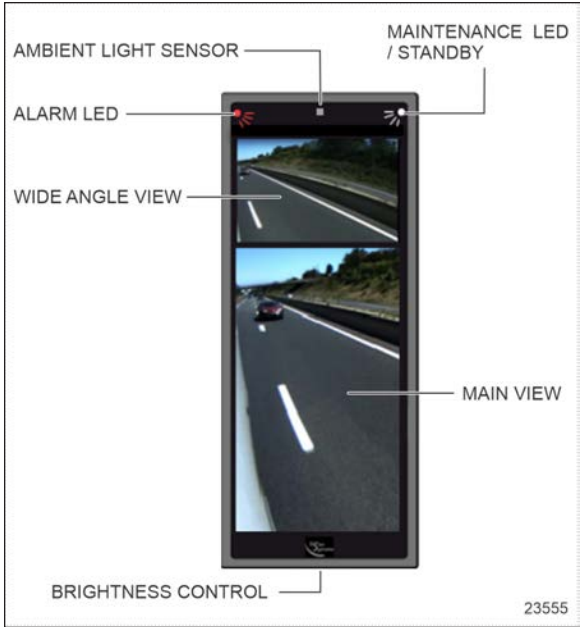 AMBIENT LIGHT SENSOR
MAINTENANCE LED
/ STANDBY
ALARM LED
WIDE ANGLE VIEW
MAIN VIEW
BRIGHTNESS CONTROL
23555